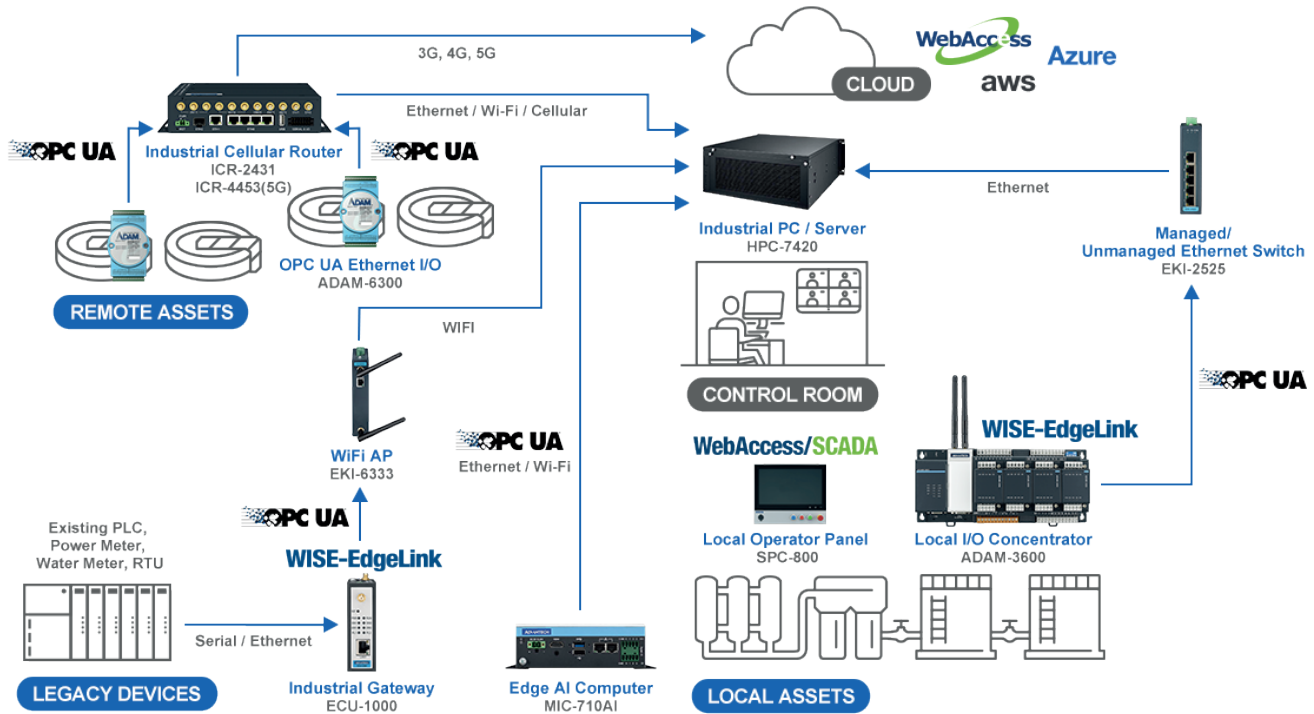 3G, 4G, 5G
WebAccess
Azure
aws
CLOUD
Ethernet / Wi-Fi / Cellular
OPC UA
OPC UA
Industrial Cellular Router
ICR-2431
ICR-4453(5G)
ADAM
ADAM
OPC UA Ethernet I/O
ADAM-6300
REMOTE ASSETS
Industrial PC / Server
HPC-7420
Ethernet
Managed/
Unmanaged Ethernet Switch
EKI-2525
WIFI
CONTROL ROOM
OPC UA
WiFi AP
EKI-6333
OPC UA
Ethernet / Wi-Fi
WebAccess/SCADA
WISE-EdgeLink
Local Operator Panel
SPC-800
Local I/O Concentrator
ADAM-3600
OPC UA
WISE-EdgeLink
Existing PLC,
Power Meter,
Water Meter, RTU
Serial / Ethernet
LEGACY DEVICES
Industrial Gateway
ECU-1000
ADVANTECH
Edge AI Computer
MIC-710AI
LOCAL ASSETS